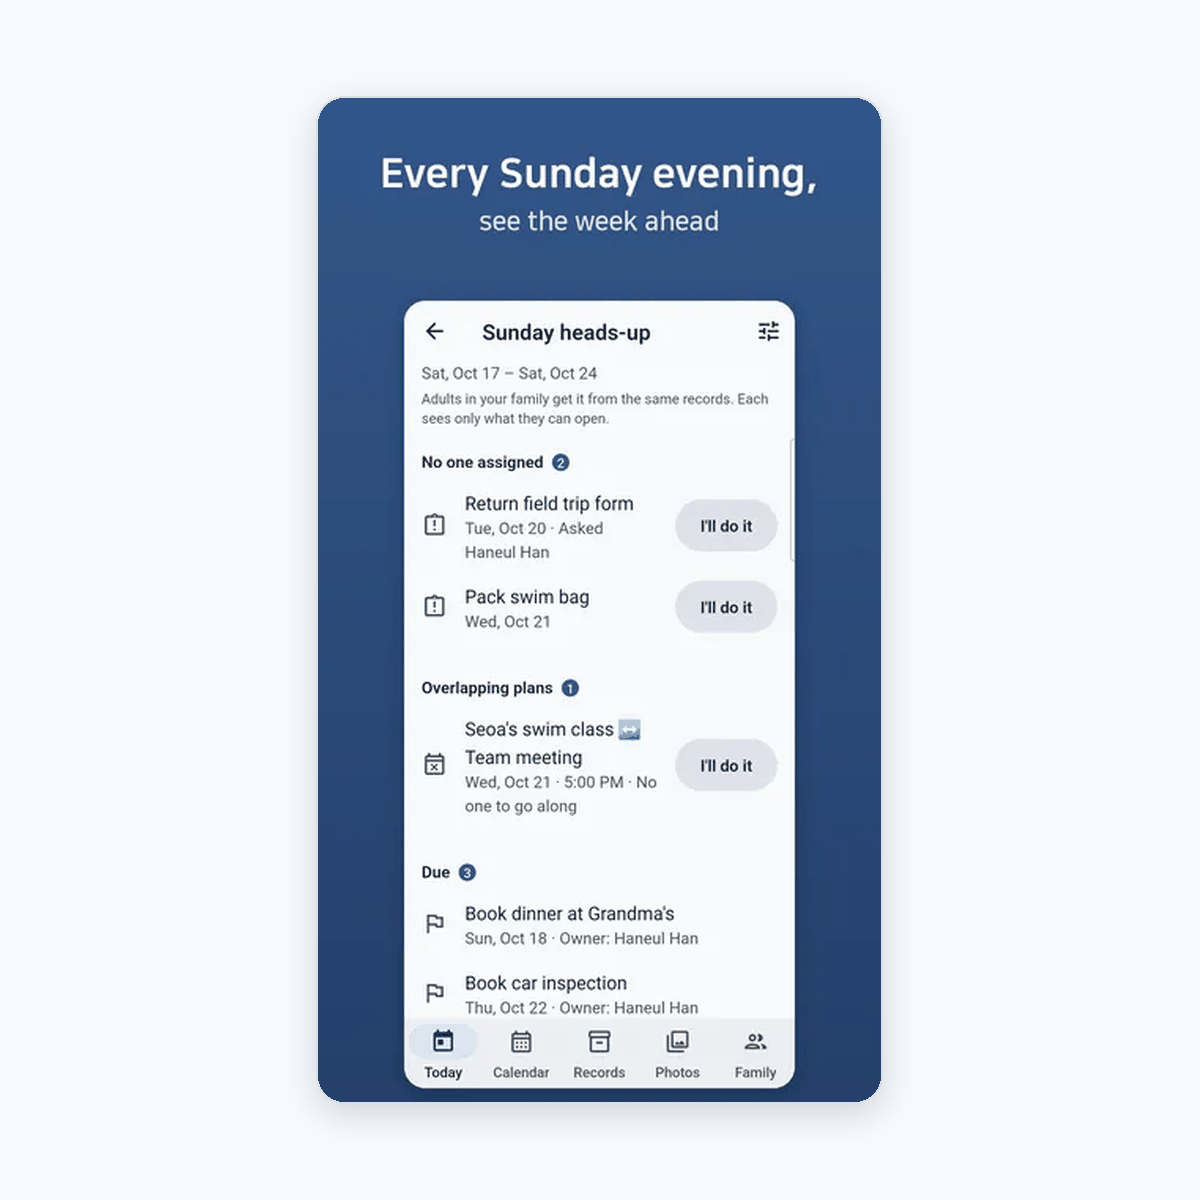 Every Sunday evening,
see the week ahead
Sunday heads-up
Sat, Oct 17 – Sat, Oct 24
Adults in your family get it from the same records. Each
sees only what they can open.
No one assigned 2
Return field trip form
Tue, Oct 20 · Asked
Haneul Han
I'll do it
Pack swim bag
Wed, Oct 21
I'll do it
Overlapping plans 1
Seoa's swim class ↔
Team meeting
Wed, Oct 21 · 5:00 PM · No
one to go along
I'll do it
Due 3
Book dinner at Grandma's
Sun, Oct 18 · Owner: Haneul Han
Book car inspection
Thu, Oct 22 · Owner: Haneul Han
Today Calendar Records Photos Family